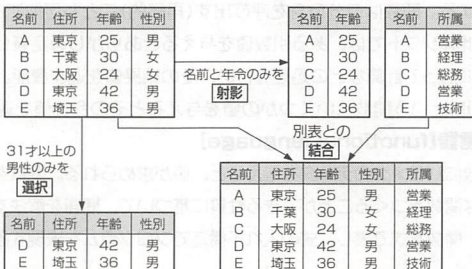 名前 住所 年齢 性別
A 東京 25 男
B 千葉 30 女
C 大阪 24 女
D 東京 42 男
E 埼玉 36 男
名前と年令のみを
射影
名前 年齢
A 25
B 30
C 24
D 42
E 36
名前 所属
A 営業
B 経理
C 総務
D 営業
E 技術
31才以上の
男性のみを
選択
別表との
結合
名前 住所 年齢 性別
D 東京 42 男
E 埼玉 36 男
名前 住所 年齢 性別 所属
A 東京 25 男 営業
B 千葉 30 女 経理
大阪 24 女 総務
D 東京 42 男 営業
E 埼玉 36 男 技術